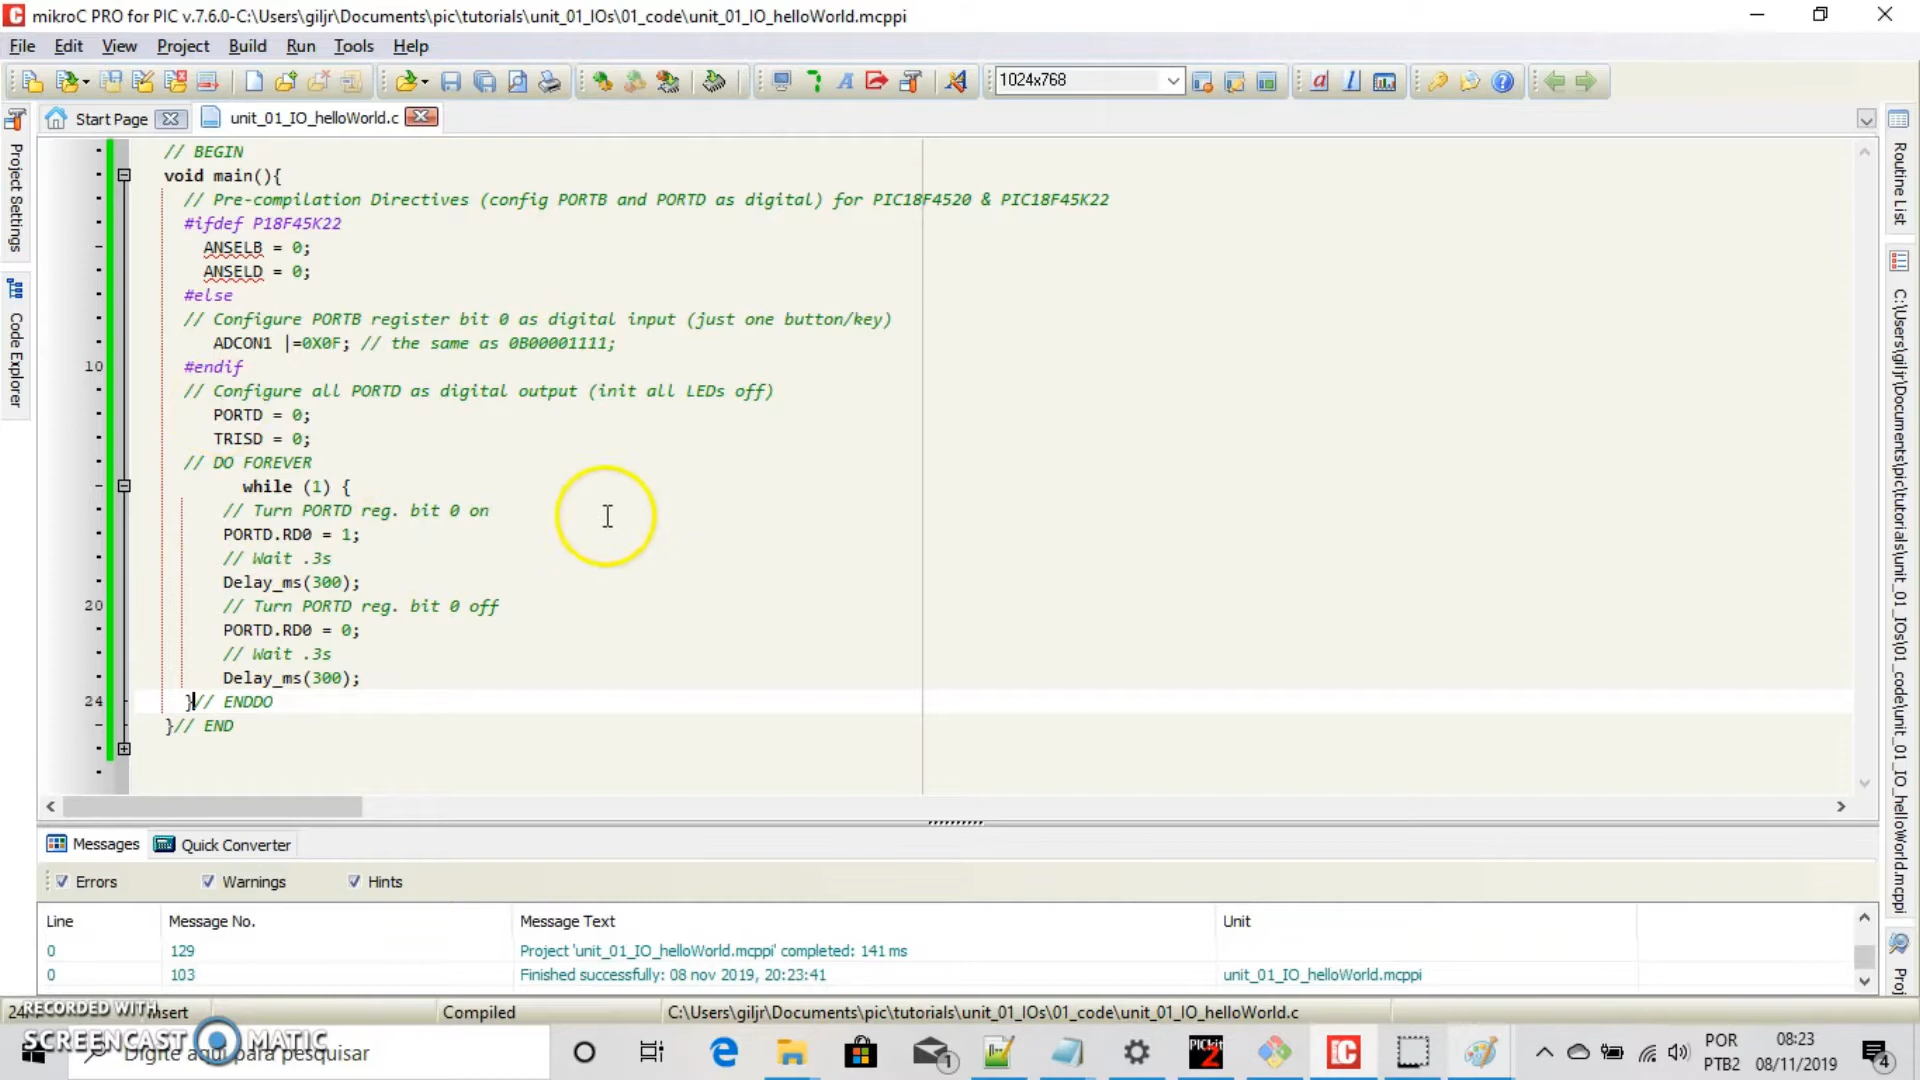 mikroC PRO for PIC v.7.6.0-C:\Users\giljr\Documents\pic\tutorials\unit_01_IOs\01_code\unit_01_IO_helloWorld.mcppi
File Edit View Project Build Run Tools Help
1024x768
Start Page unit_01_IO_helloWorld.c
Project Settings
Code Explorer
// BEGIN
void main(){
// Pre-compilation Directives (config PORTB and PORTD as digital) for PIC18F4520 & PIC18F45K22
#ifdef P18F45K22
ANSELB = 0;
ANSELD = 0;
#else
// Configure PORTB register bit 0 as digital input (just one button/key)
ADCON1 |=0X0F; // the same as 0B00001111;
10 #endif
// Configure all PORTD as digital output (init all LEDs off)
PORTD = 0;
TRISD = 0;
// DO FOREVER
while (1) {
// Turn PORTD reg. bit 0 on
PORTD.RD0 = 1;
// Wait .3s
Delay_ms(300);
20 // Turn PORTD reg. bit 0 off
PORTD.RD0 = 0;
// Wait .3s
Delay_ms(300);
24 }// ENDDO
}// END
Routine List
C:\Users\giljr\Documents\pic\tutorials\unit_01_IOs\01_code\unit_01_IO_helloWorld.mcppi
Proj
Messages Quick Converter
Errors Warnings Hints
Line Message No. Message Text Unit
0 129 Project 'unit_01_IO_helloWorld.mcppi' completed: 141 ms
0 103 Finished successfully: 08 nov 2019, 20:23:41 unit_01_IO_helloWorld.mcppi
Insert Compiled C:\Users\giljr\Documents\pic\tutorials\unit_01_IOs\01_code\unit_01_IO_helloWorld.c
RECORDED WITH
SCREENCAST MATIC
Digite aqui para pesquisar
1
PICkit
2
POR
PTB2
08:23
08/11/2019
4